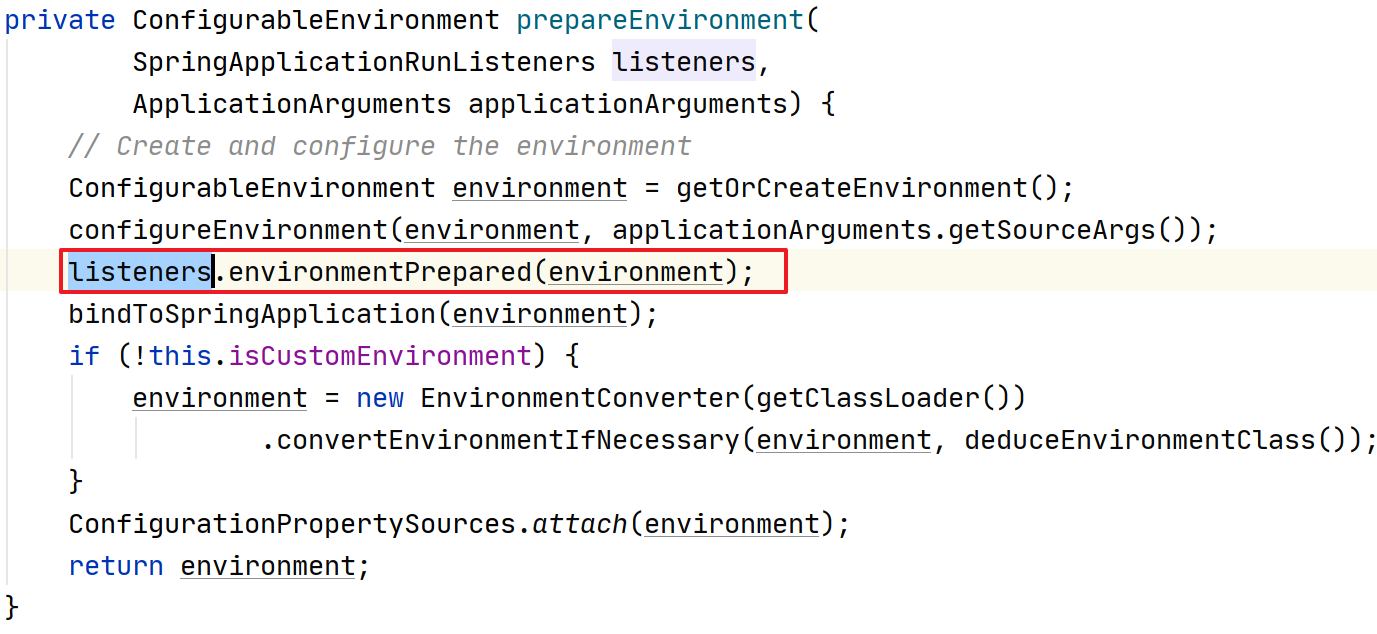 private ConfigurableEnvironment prepareEnvironment(
        SpringApplicationRunListeners listeners,
        ApplicationArguments applicationArguments) {
    // Create and configure the environment
    ConfigurableEnvironment environment = getOrCreateEnvironment();
    configureEnvironment(environment, applicationArguments.getSourceArgs());
    listeners.environmentPrepared(environment);
    bindToSpringApplication(environment);
    if (!this.isCustomEnvironment) {
        environment = new EnvironmentConverter(getClassLoader())
                .convertEnvironmentIfNecessary(environment, deduceEnvironmentClass());
    }
    ConfigurationPropertySources.attach(environment);
    return environment;
}